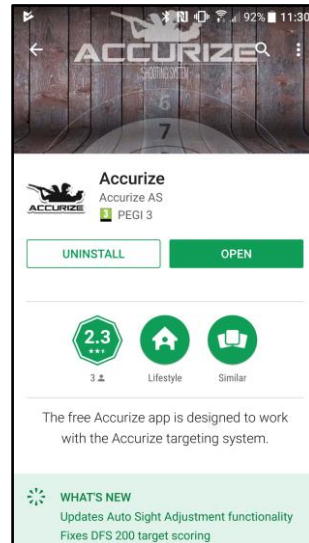 92% 11:30
ACCURIZE
SHOOTING SYSTEM
6
7
Accurize
ACCURIZE
Accurize AS
3 PEGI 3
UNINSTALL
OPEN
2.3
3
Lifestyle
Similar
The free Accurize app is designed to work
with the Accurize targeting system.
WHAT'S NEW
Updates Auto Sight Adjustment functionality
Fixes DFS 200 target scoring